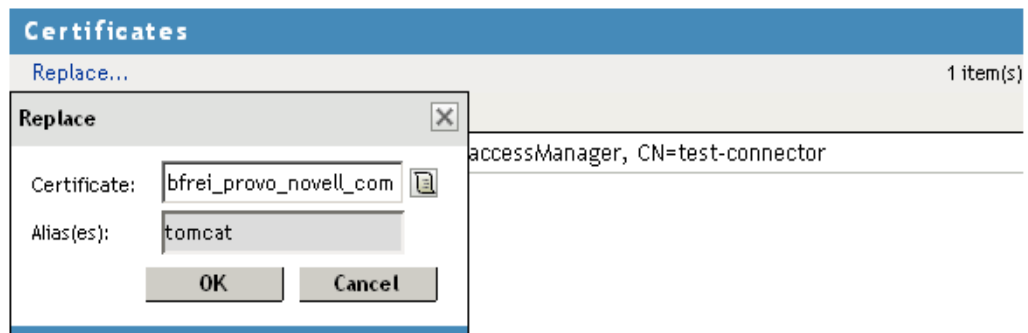 Certificates
Replace...
1 item(s)
Replace
accessManager, CN=test-connector
Certificate: bfrei_provo_novell_com
Alias(es): tomcat
OK Cancel